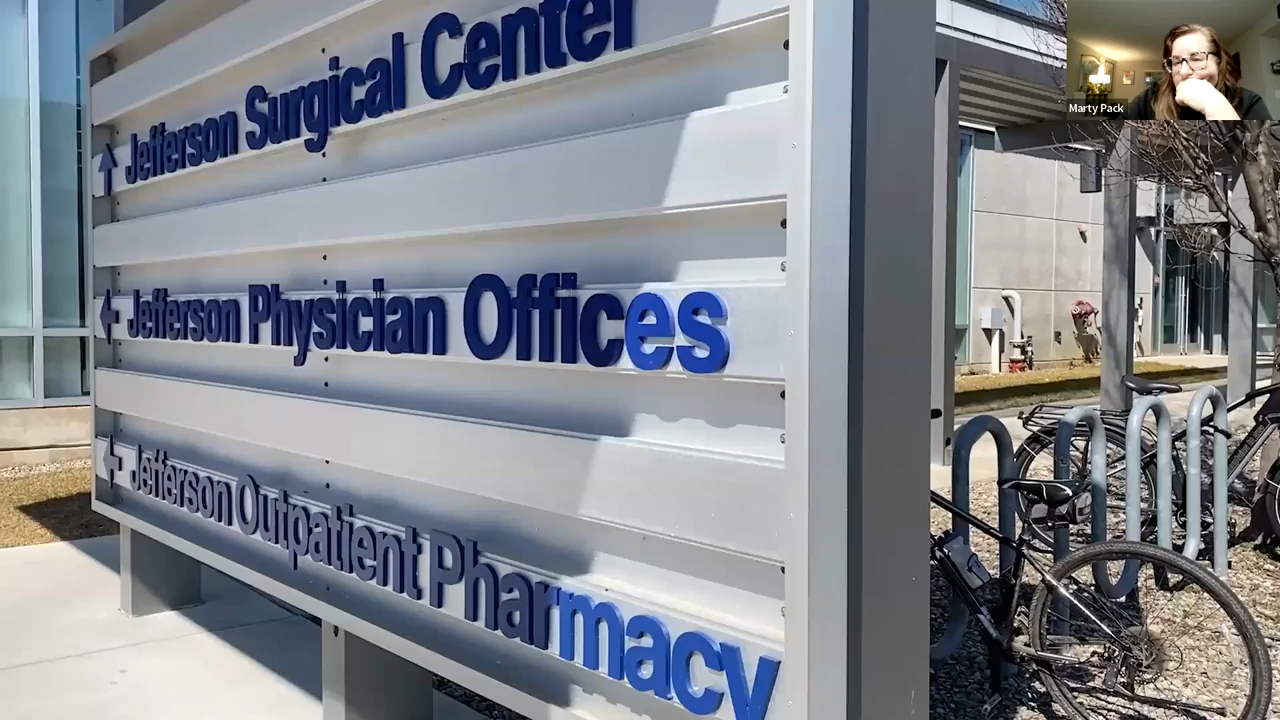 Jefferson Surgical Center
Jefferson Physician Offices
Jefferson Outpatient Pharmacy
Marty Pack